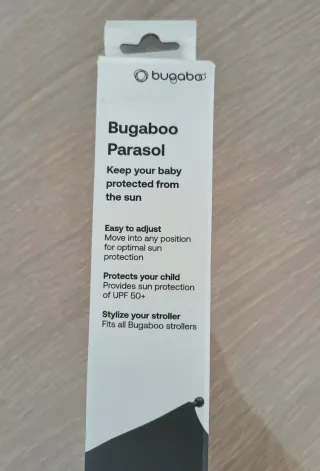 bugaboo
Bugaboo
Parasol
Keep your baby
protected from
the sun
Easy to adjust
Move into any position
for optimal sun
protection
Protects your child
Provides sun protection
of UPF 50+
Stylize your stroller
Fits all Bugaboo strollers